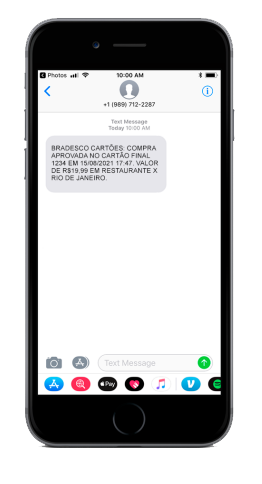 Photos
10:00 AM
+1 (989) 712-2287
Text Message
Today 10:00 AM
BRADESCO CARTÕES: COMPRA
APROVADA NO CARTÃO FINAL
1234 EM 15/08/2021 17:47. VALOR
DE R$19,99 EM RESTAURANTE X
RIO DE JANEIRO.
Text Message
Pay